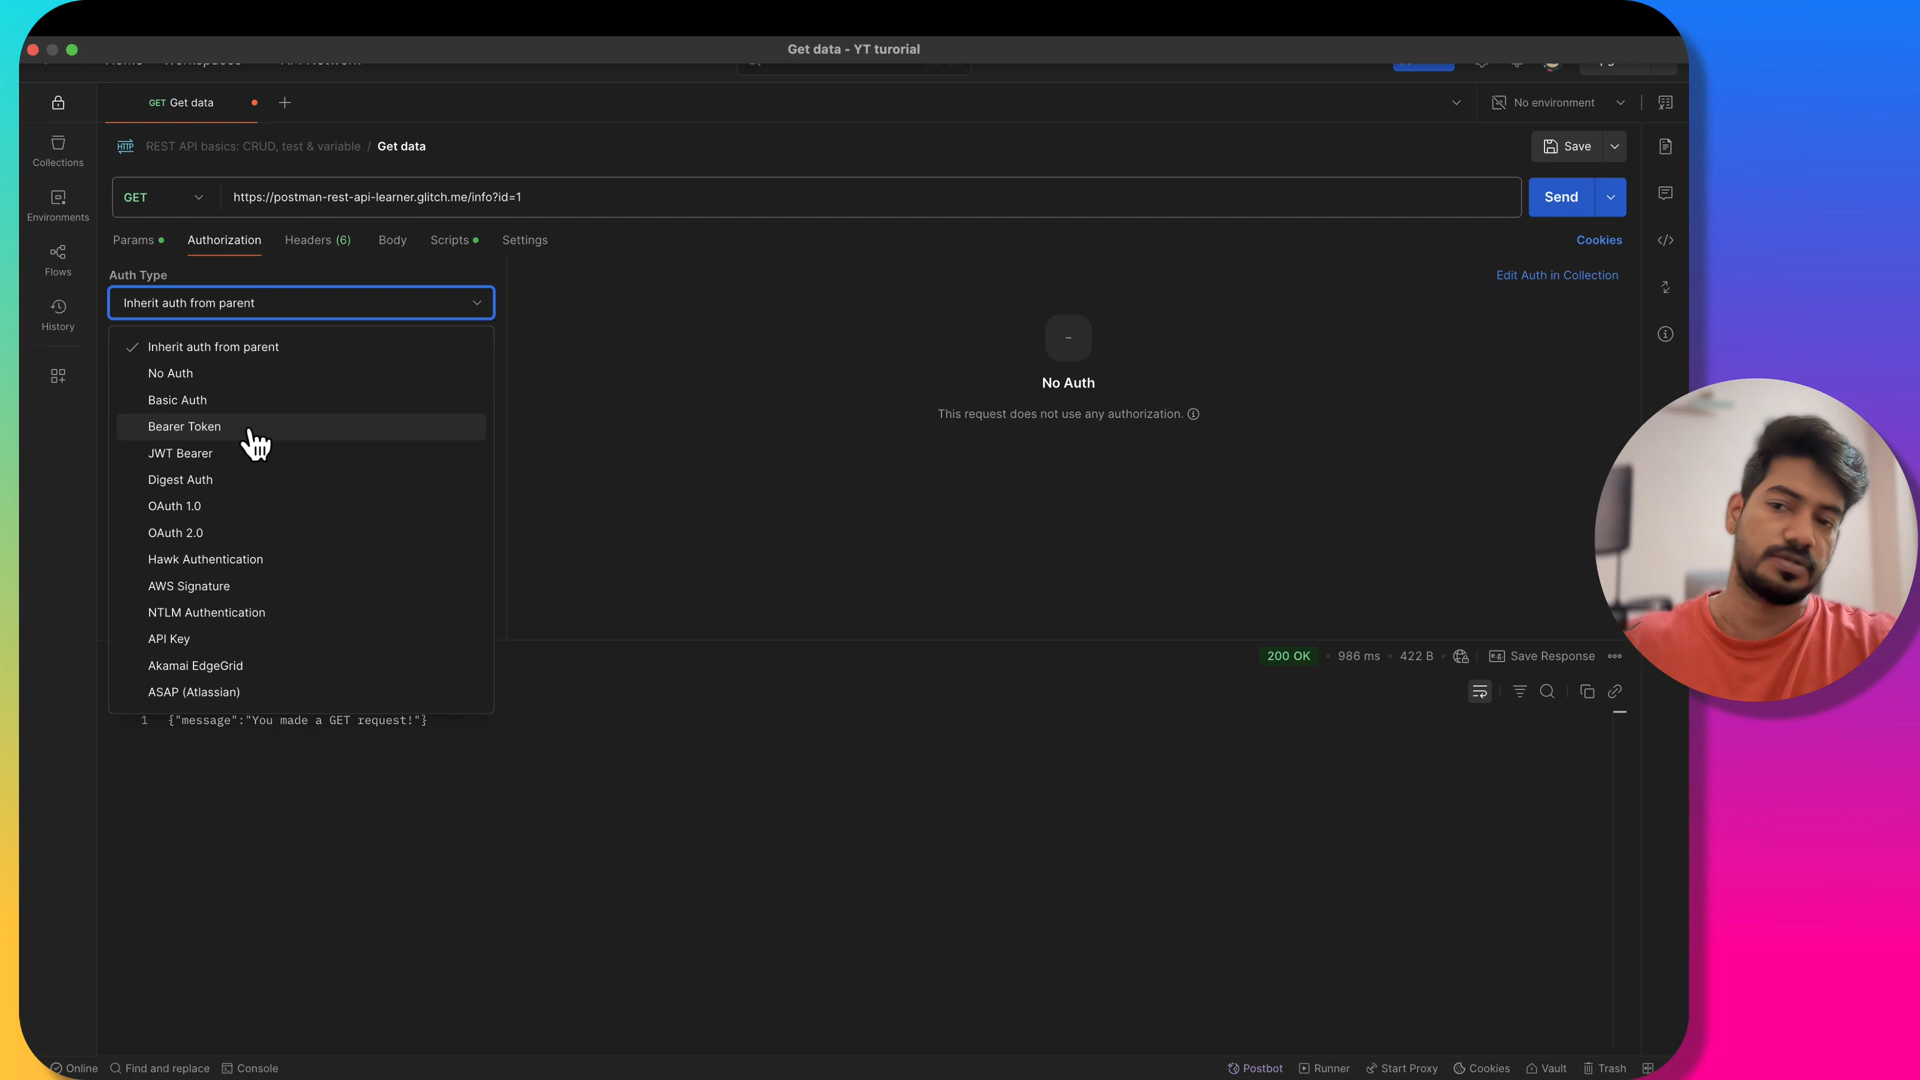 Get data - YT turorial
GET Get data
No environment
REST API basics: CRUD, test & variable / Get data
Save
GET
https://postman-rest-api-learner.glitch.me/info?id=1
Send
Params
Authorization
Headers (6)
Body
Scripts
Settings
Cookies
Collections
Environments
Flows
History
Auth Type
Edit Auth in Collection
Inherit auth from parent
Inherit auth from parent
No Auth
Basic Auth
Bearer Token
JWT Bearer
Digest Auth
OAuth 1.0
OAuth 2.0
Hawk Authentication
AWS Signature
NTLM Authentication
API Key
Akamai EdgeGrid
ASAP (Atlassian)
No Auth
This request does not use any authorization.
200 OK
986 ms
422 B
Save Response
1 {"message":"You made a GET request!"}
Online
Find and replace
Console
Postbot
Runner
Start Proxy
Cookies
Vault
Trash